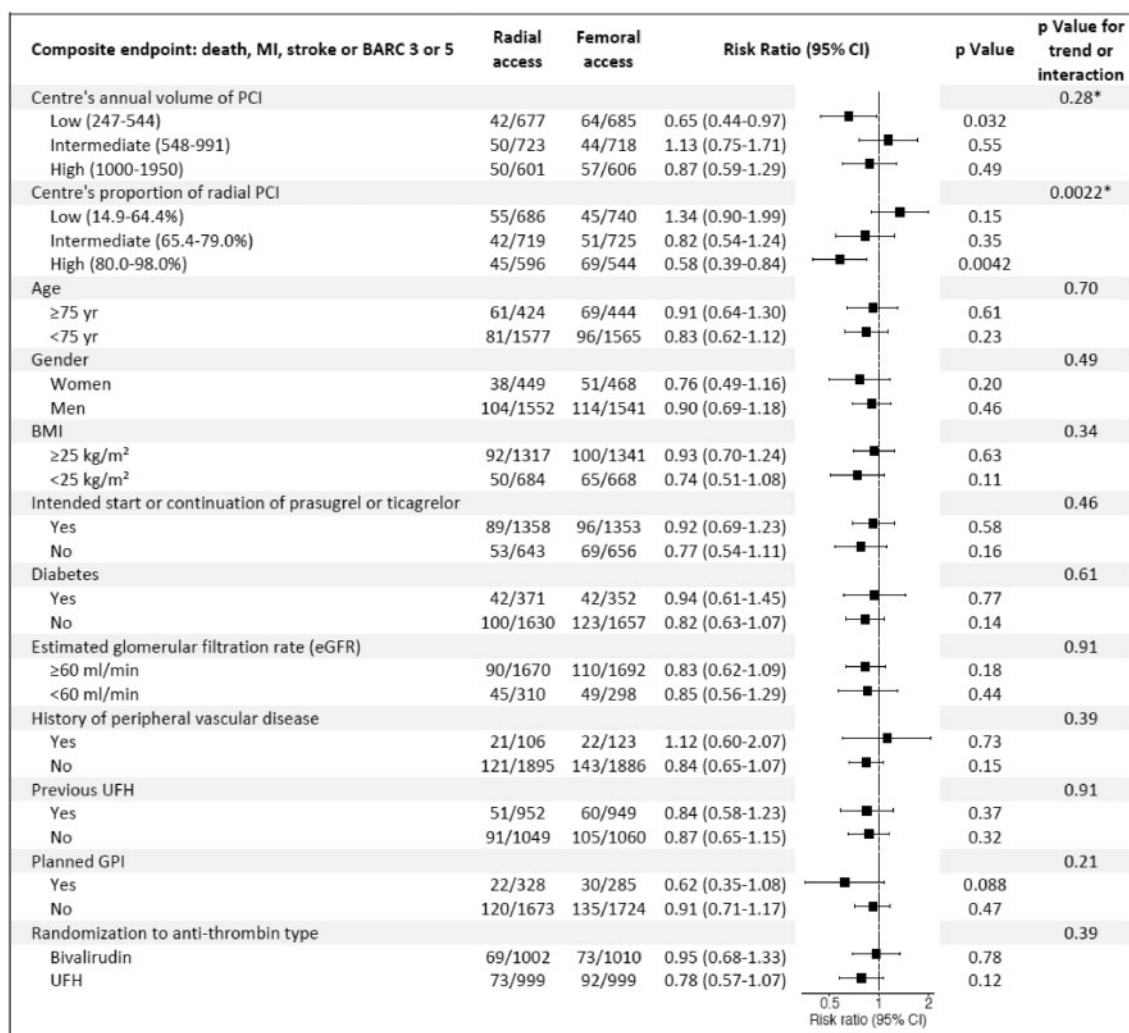 Composite endpoint: death, MI, stroke or BARC 3 or 5 Radial access Femoral access Risk Ratio (95% CI) p Value p Value for trend or interaction
Centre's annual volume of PCI 0.28*
Low (247-544) 42/677 64/685 0.65 (0.44-0.97) 0.032
Intermediate (548-991) 50/723 44/718 1.13 (0.75-1.71) 0.55
High (1000-1950) 50/601 57/606 0.87 (0.59-1.29) 0.49
Centre's proportion of radial PCI 0.0022*
Low (14.9-64.4%) 55/686 45/740 1.34 (0.90-1.99) 0.15
Intermediate (65.4-79.0%) 42/719 51/725 0.82 (0.54-1.24) 0.35
High (80.0-98.0%) 45/596 69/544 0.58 (0.39-0.84) 0.0042
Age 0.70
≥75 yr 61/424 69/444 0.91 (0.64-1.30) 0.61
<75 yr 81/1577 96/1565 0.83 (0.62-1.12) 0.23
Gender 0.49
Women 38/449 51/468 0.76 (0.49-1.16) 0.20
Men 104/1552 114/1541 0.90 (0.69-1.18) 0.46
BMI 0.34
≥25 kg/m² 92/1317 100/1341 0.93 (0.70-1.24) 0.63
<25 kg/m² 50/684 65/668 0.74 (0.51-1.08) 0.11
Intended start or continuation of prasugrel or ticagrelor 0.46
Yes 89/1358 96/1353 0.92 (0.69-1.23) 0.58
No 53/643 69/656 0.77 (0.54-1.11) 0.16
Diabetes 0.61
Yes 42/371 42/352 0.94 (0.61-1.45) 0.77
No 100/1630 123/1657 0.82 (0.63-1.07) 0.14
Estimated glomerular filtration rate (eGFR) 0.91
≥60 ml/min 90/1670 110/1692 0.83 (0.62-1.09) 0.18
<60 ml/min 45/310 49/298 0.85 (0.56-1.29) 0.44
History of peripheral vascular disease 0.39
Yes 21/106 22/123 1.12 (0.60-2.07) 0.73
No 121/1895 143/1886 0.84 (0.65-1.07) 0.15
Previous UFH 0.91
Yes 51/952 60/949 0.84 (0.58-1.23) 0.37
No 91/1049 105/1060 0.87 (0.65-1.15) 0.32
Planned GPI 0.21
Yes 22/328 30/285 0.62 (0.35-1.08) 0.088
No 120/1673 135/1724 0.91 (0.71-1.17) 0.47
Randomization to anti-thrombin type 0.39
Bivalirudin 69/1002 73/1010 0.95 (0.68-1.33) 0.78
UFH 73/999 92/999 0.78 (0.57-1.07) 0.12
0.5 1 2
Risk ratio (95% CI)